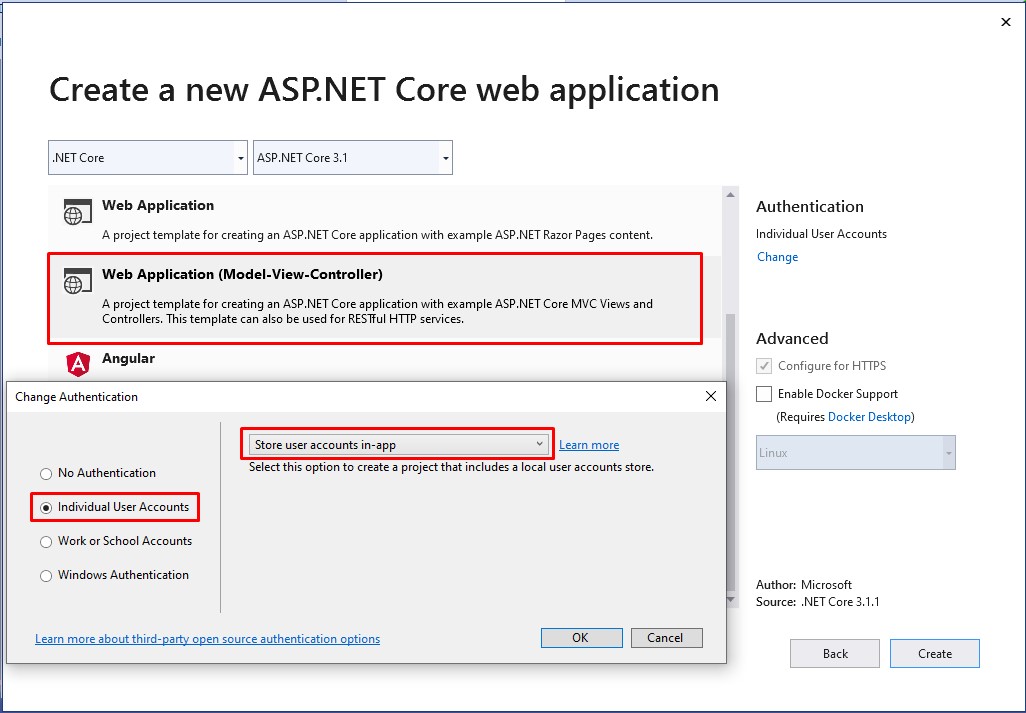 Create a new ASP.NET Core web application
.NET Core
ASP.NET Core 3.1
Web Application
A project template for creating an ASP.NET Core application with example ASP.NET Razor Pages content.
Web Application (Model-View-Controller)
A project template for creating an ASP.NET Core application with example ASP.NET Core MVC Views and
Controllers. This template can also be used for RESTful HTTP services.
Angular
Authentication
Individual User Accounts
Change
Advanced
Configure for HTTPS
Enable Docker Support
(Requires Docker Desktop)
Linux
Author: Microsoft
Source: .NET Core 3.1.1
Back
Create
Change Authentication
No Authentication
Individual User Accounts
Work or School Accounts
Windows Authentication
Store user accounts in-app
Learn more
Select this option to create a project that includes a local user accounts store.
Learn more about third-party open source authentication options
OK
Cancel